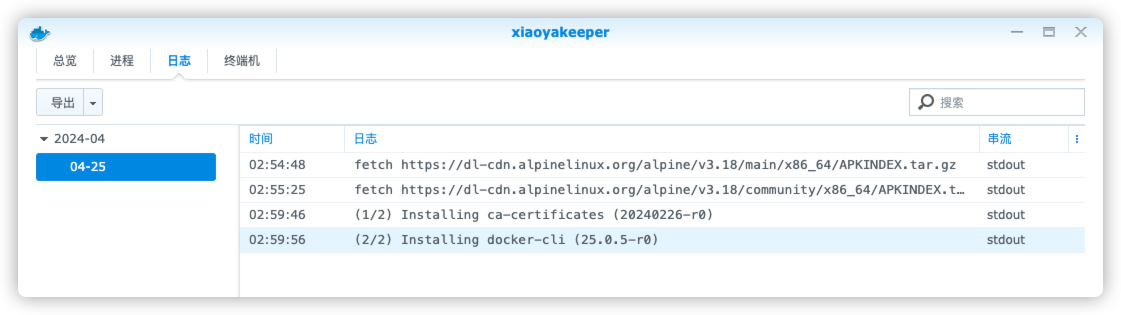 xiaoyakeeper
总览 进程 日志 终端机
导出 搜索
2024-04
04-25
时间 日志 串流
02:54:48 fetch https://dl-cdn.alpinelinux.org/alpine/v3.18/main/x86_64/APKINDEX.tar.gz stdout
02:55:25 fetch https://dl-cdn.alpinelinux.org/alpine/v3.18/community/x86_64/APKINDEX.t… stdout
02:59:46 (1/2) Installing ca-certificates (20240226-r0) stdout
02:59:56 (2/2) Installing docker-cli (25.0.5-r0) stdout